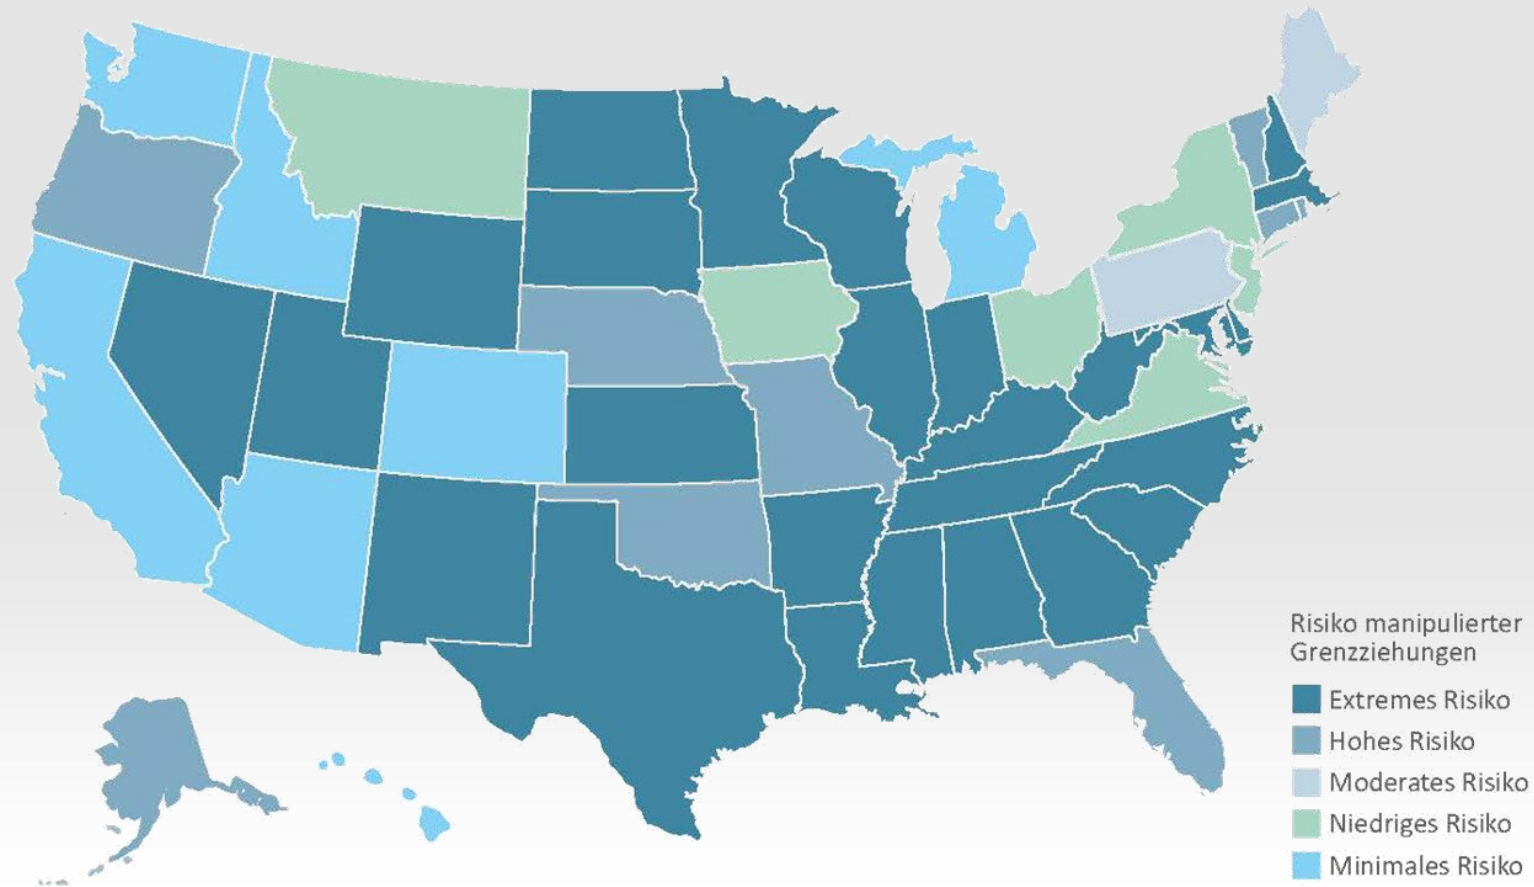 Risiko manipulierter
Grenzziehungen
Extremes Risiko
Hohes Risiko
Moderates Risiko
Niedriges Risiko
Minimales Risiko